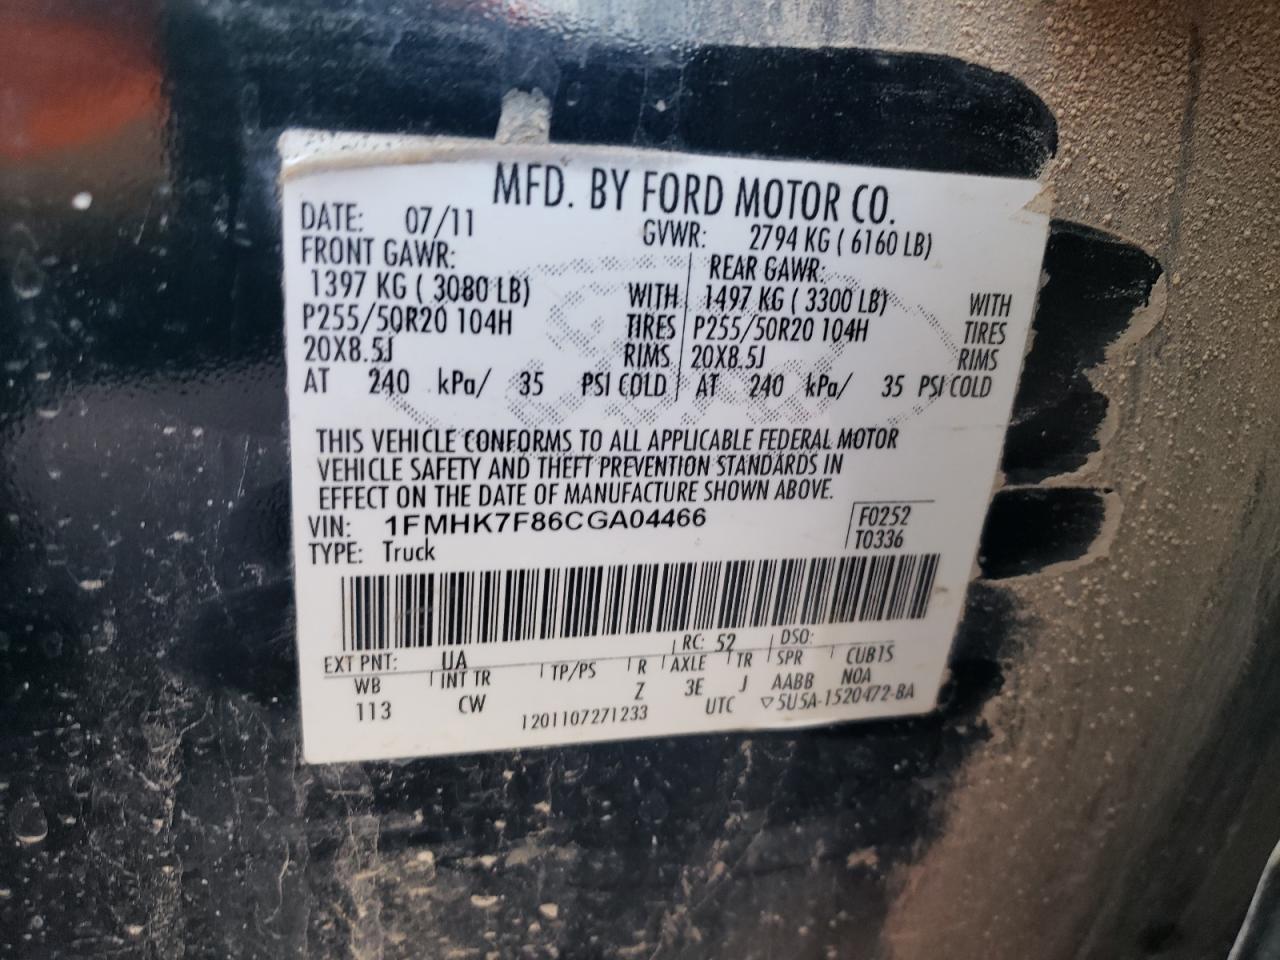 MFD. BY FORD MOTOR CO.
DATE: 07/11 GVWR: 2794 KG ( 6160 LB)
FRONT GAWR: REAR GAWR:
1397 KG ( 3080 LB) WITH 1497 KG ( 3300 LB) WITH
P255/50R20 104H TIRES P255/50R20 104H TIRES
20X8.5J RIMS 20X8.5J RIMS
AT 240 kPa/ 35 PSI COLD AT 240 kPa/ 35 PSI COLD
THIS VEHICLE CONFORMS TO ALL APPLICABLE FEDERAL MOTOR
VEHICLE SAFETY AND THEFT PREVENTION STANDARDS IN
EFFECT ON THE DATE OF MANUFACTURE SHOWN ABOVE.
VIN: 1FMHK7F86CGA04466 F0252
TYPE: Truck T0336
EXT PNT: UA RC: 52 DSO:
WB INT TR TP/PS R AXLE TR SPR CUBTS
113 CW Z 3E J AABB N0A
1201107271233 UTC ▽5U5A-1520472-BA